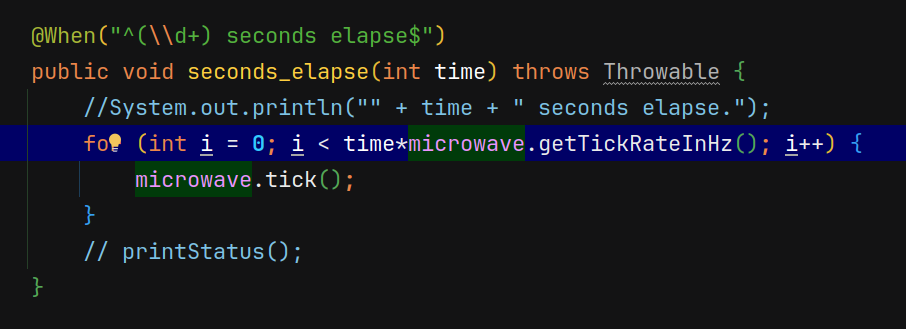 @When("^(\\d+) seconds elapse$")
public void seconds_elapse(int time) throws Throwable {
    //System.out.println("" + time + " seconds elapse.");
    fo (int i = 0; i < time*microwave.getTickRateInHz(); i++) {
        microwave.tick();
    }
    // printStatus();
}